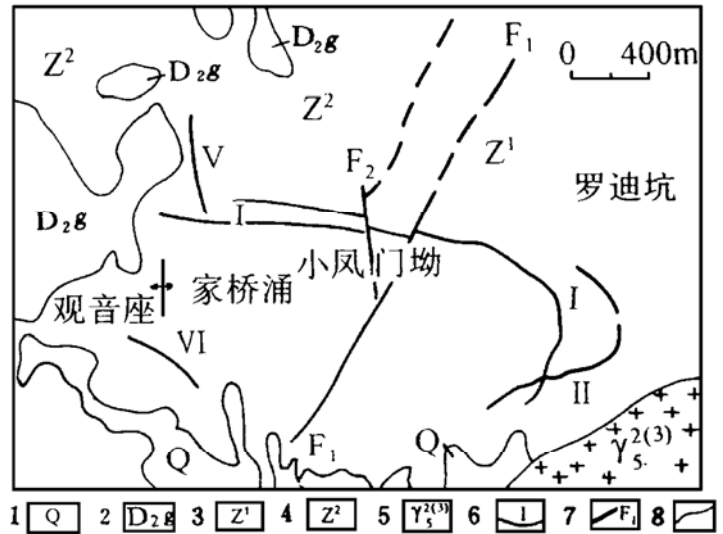 D₂g
F₁
0 400m
Z²
D₂g
Z²
V
F₂
Z¹
罗迪坑
D₂g
I
小凤门坳
观音座
家桥涌
I
VI
II
Q
F₁
Q
γ₅²⁽³⁾
1 Q 2 D₂g 3 Z¹ 4 Z² 5 γ₅²⁽³⁾ 6 I 7 F₁ 8